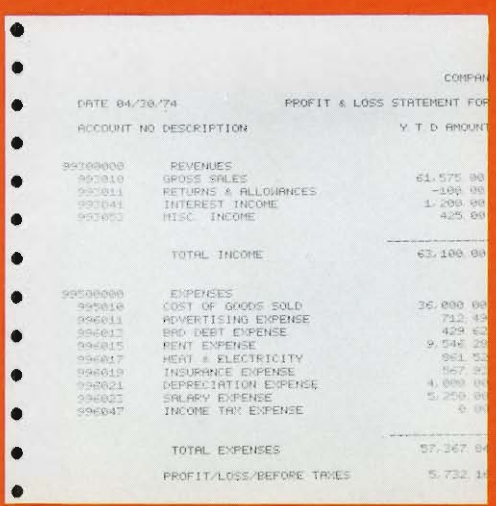 COMPAN
DATE 04/30/74 PROFIT & LOSS STATEMENT FOR
ACCOUNT NO DESCRIPTION Y T D AMOUNT
99300000 REVENUES
993010 GROSS SALES 61,575 00
993011 RETURNS & ALLOWANCES -100 00
993041 INTEREST INCOME 1,200 00
993053 MISC. INCOME 425 00
TOTAL INCOME 63,100 00
99500000 EXPENSES
995010 COST OF GOODS SOLD 36,000 00
996011 ADVERTISING EXPENSE 712 49
996013 BAD DEBT EXPENSE 429 62
996015 RENT EXPENSE 9,546 28
996017 HEAT & ELECTRICITY 861 52
996019 INSURANCE EXPENSE 567 93
996021 DEPRECIATION EXPENSE 4,000 00
996023 SALARY EXPENSE 5,250 00
996047 INCOME TAX EXPENSE 0 00
TOTAL EXPENSES 57,367 84
PROFIT/LOSS/BEFORE TAXES 5,732 16